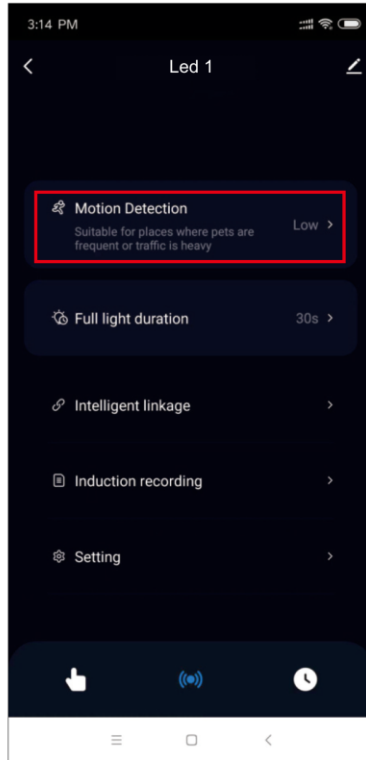 3:14 PM
Led 1
Motion Detection
Suitable for places where pets are
frequent or traffic is heavy
Low
Full light duration
30s
Intelligent linkage
Induction recording
Setting